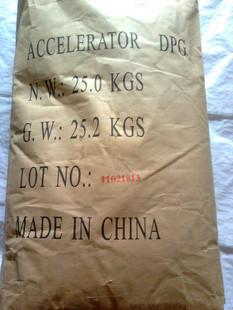 ACCELERATOR DPG
N.W.: 25.0 KGS
G.W.: 25.2 KGS
LOT NO.:
MADE IN CHINA